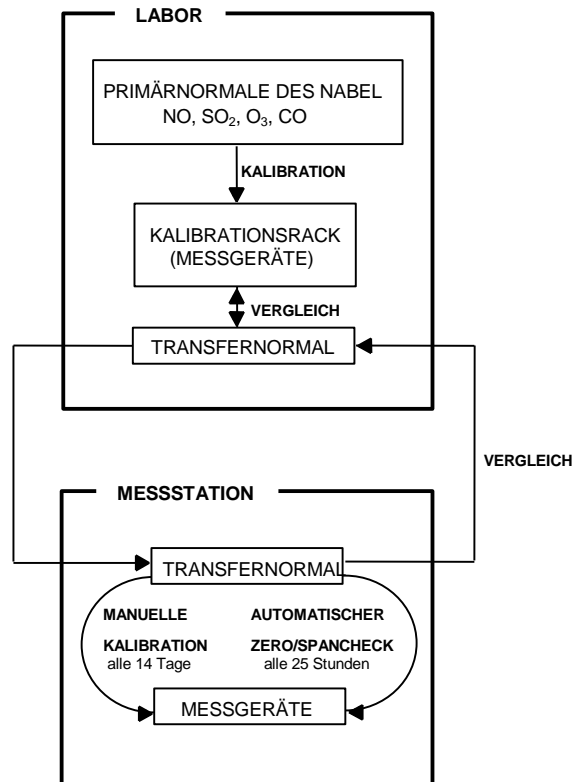 LABOR
PRIMÄRNORMALE DES NABEL
NO, SO₂, O₃, CO
KALIBRATION
KALIBRATIONSRACK
(MESSGERÄTE)
VERGLEICH
TRANSFERNORMAL
VERGLEICH
MESSSTATION
TRANSFERNORMAL
MANUELLE
KALIBRATION
alle 14 Tage
AUTOMATISCHER
ZERO/SPANCHECK
alle 25 Stunden
MESSGERÄTE